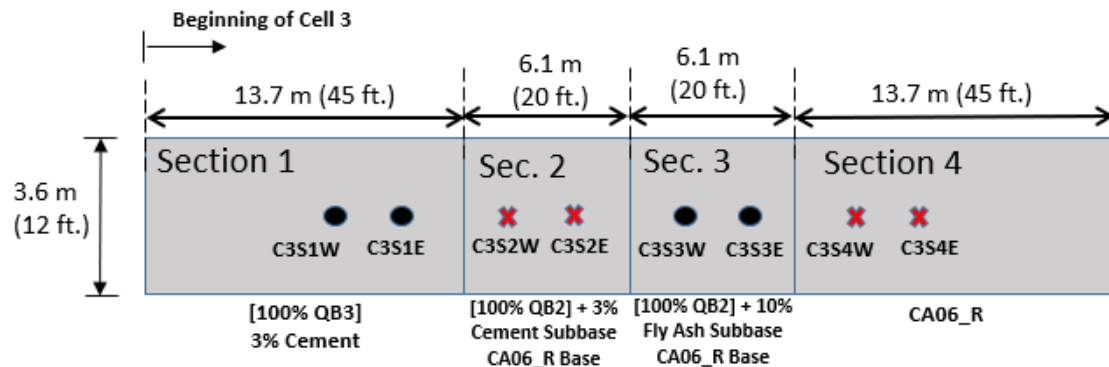 Beginning of Cell 3
13.7 m (45 ft.)
6.1 m
(20 ft.)
6.1 m
(20 ft.)
13.7 m (45 ft.)
3.6 m
(12 ft.)
Section 1
Sec. 2
Sec. 3
Section 4
C3S1W
C3S1E
C3S2W
C3S2E
C3S3W
C3S3E
C3S4W
C3S4E
[100% QB3]
3% Cement
[100% QB2] + 3%
Cement Subbase
CA06_R Base
[100% QB2] + 10%
Fly Ash Subbase
CA06_R Base
CA06_R